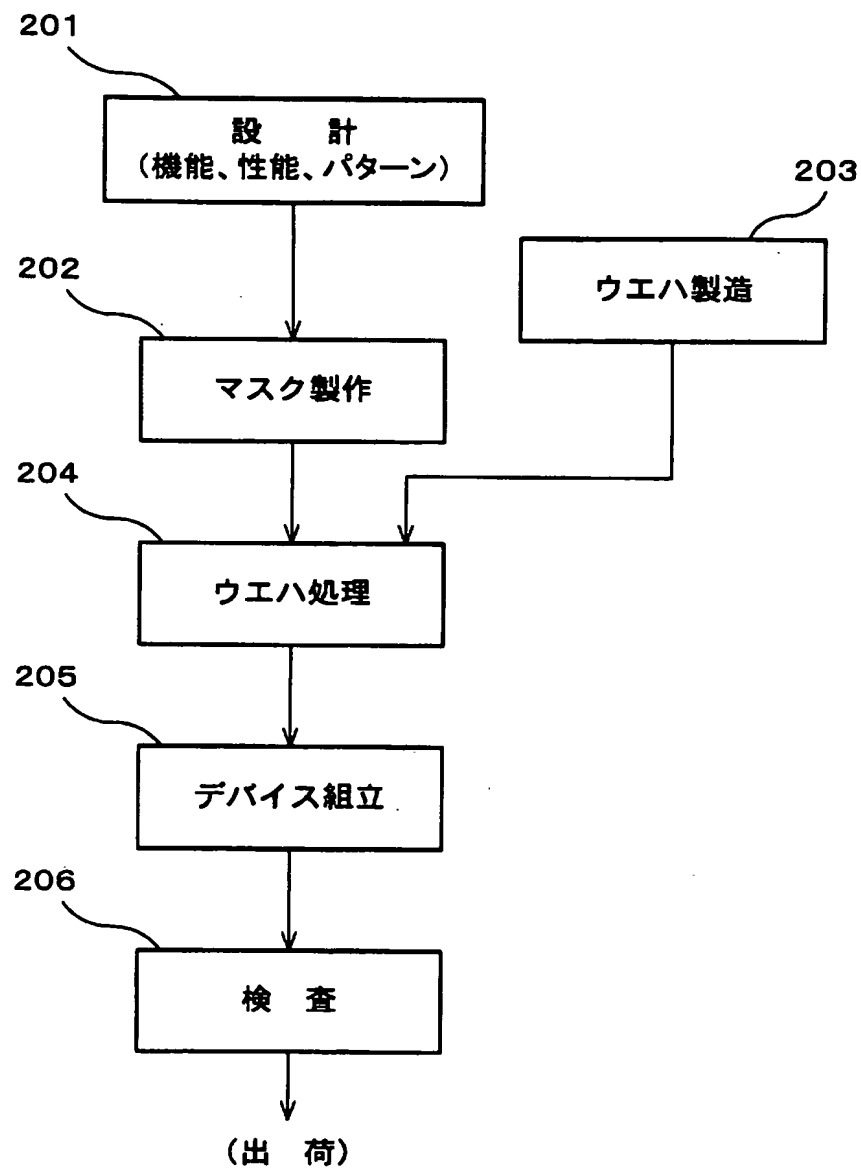 201
設 計
(機能、性能、パターン)
203
ウエハ製造
202
マスク製作
204
ウエハ処理
205
デバイス組立
206
検 査
(出 荷)